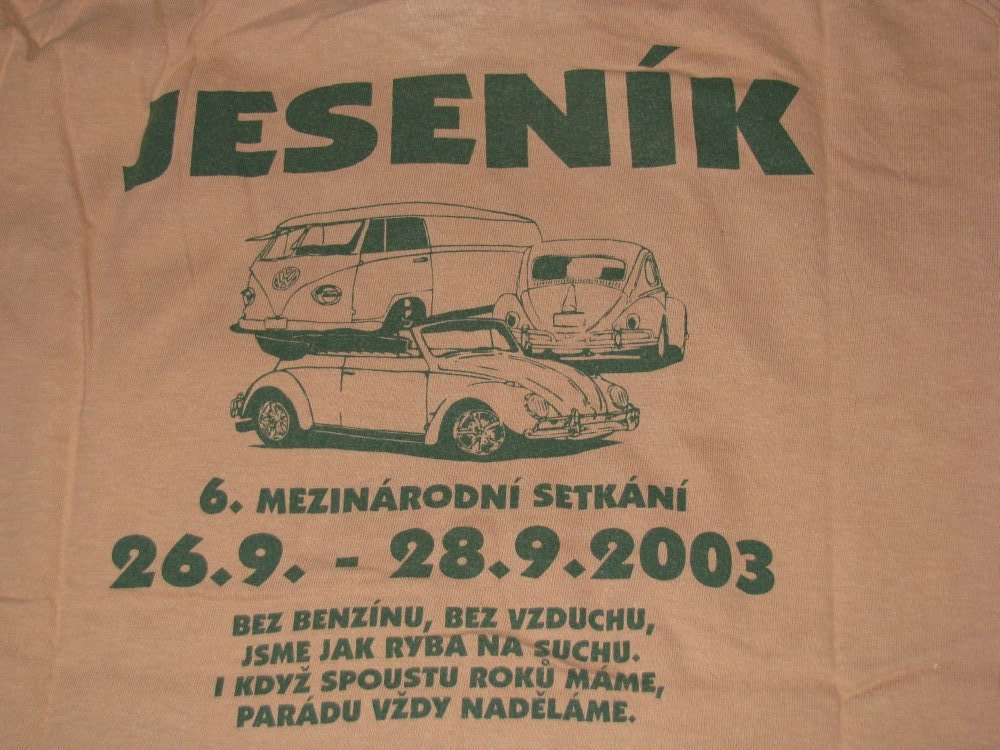 JESENÍK
6. MEZINÁRODNÍ SETKÁNÍ
26.9. - 28.9.2003
BEZ BENZÍNU, BEZ VZDUCHU,
JSME JAK RYBA NA SUCHU.
I KDYŽ SPOUSTU ROKŮ MÁME,
PARÁDU VŽDY NADĚLÁME.